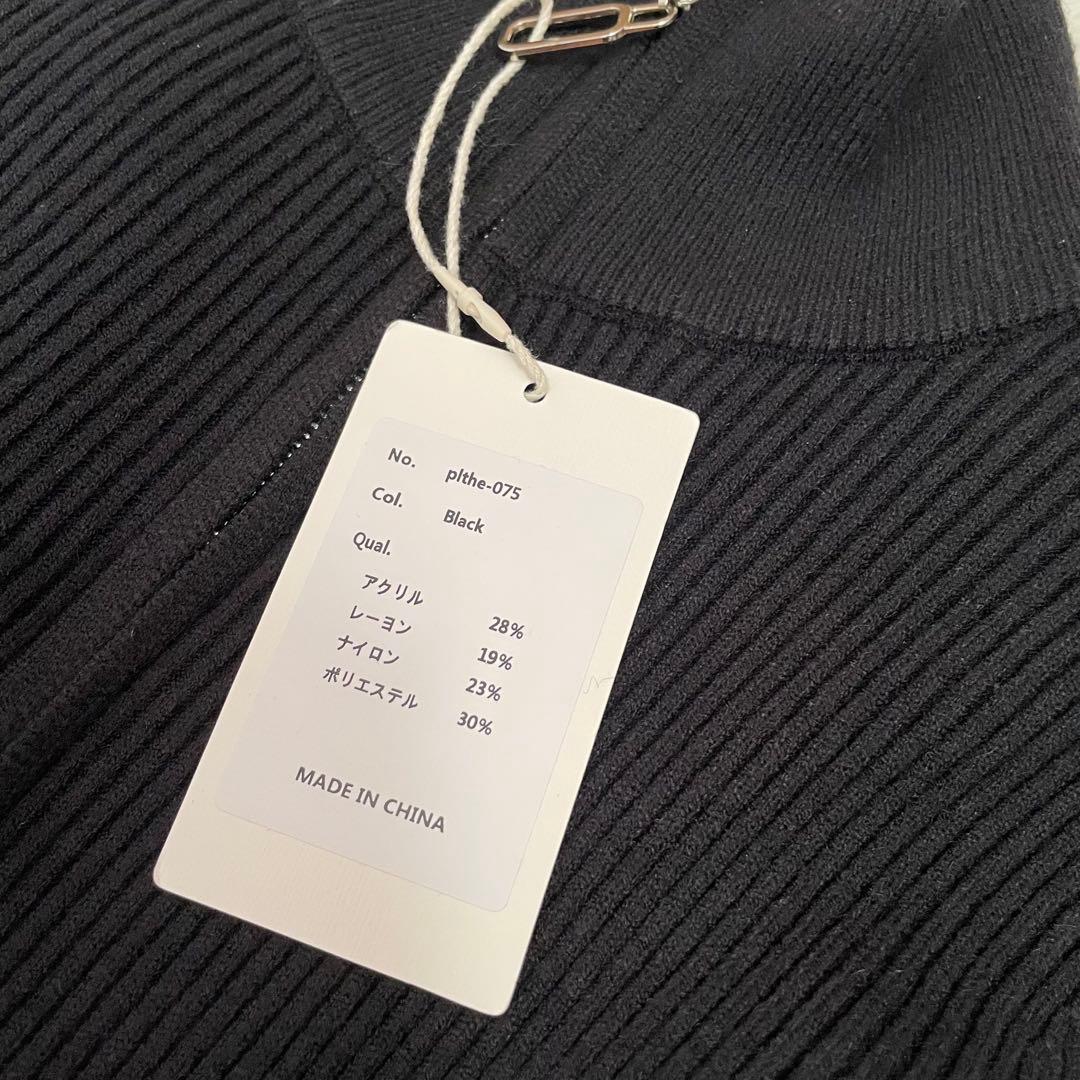 No. plthe-075
Col. Black
Qual.
アクリル 28%
レーヨン 19%
ナイロン 23%
ポリエステル 30%
MADE IN CHINA